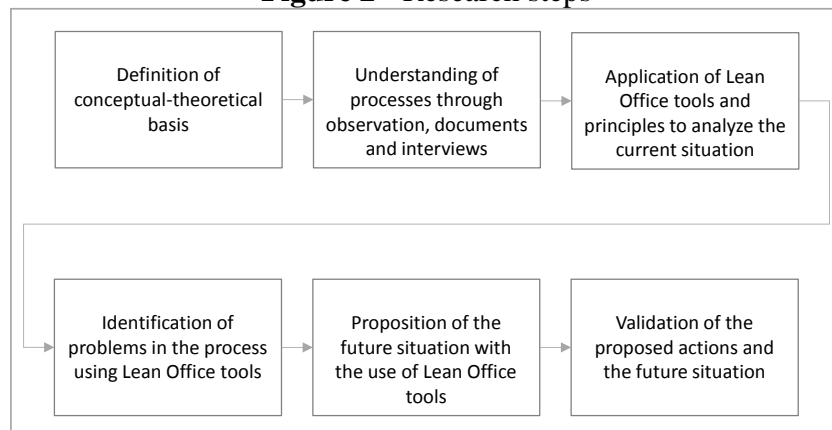 Figure 2 - Research steps
Definition of
conceptual-theoretical
basis
Understanding of
processes through
observation, documents
and interviews
Application of Lean
Office tools and
principles to analyze the
current situation
Identification of
problems in the process
using Lean Office tools
Proposition of the
future situation with
the use of Lean Office
tools
Validation of the
proposed actions and
the future situation